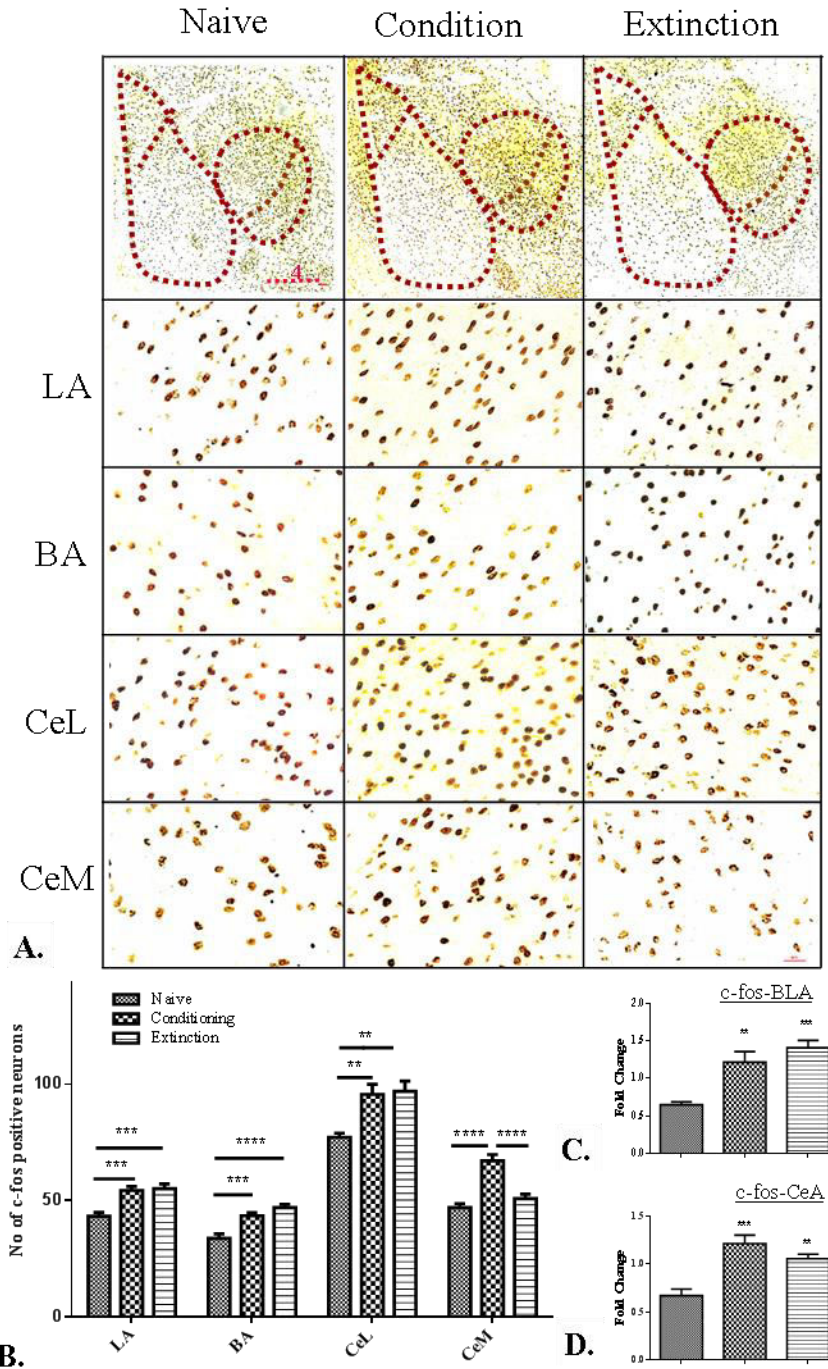 Naive Condition Extinction
4
LA
BA
CeL
CeM
A.
No of c-fos positive neurons
100
50
0
Naive
Conditioning
Extinction
***
***
****
***
**
**
**** ****
LA BA CeL CeM
B.
c-fos-BLA
Fold Change
2.0
1.5
1.0
0.5
0.0
** ***
C.
c-fos-CeA
Fold Change
1.5
1.0
0.5
0.0
*** **
D.